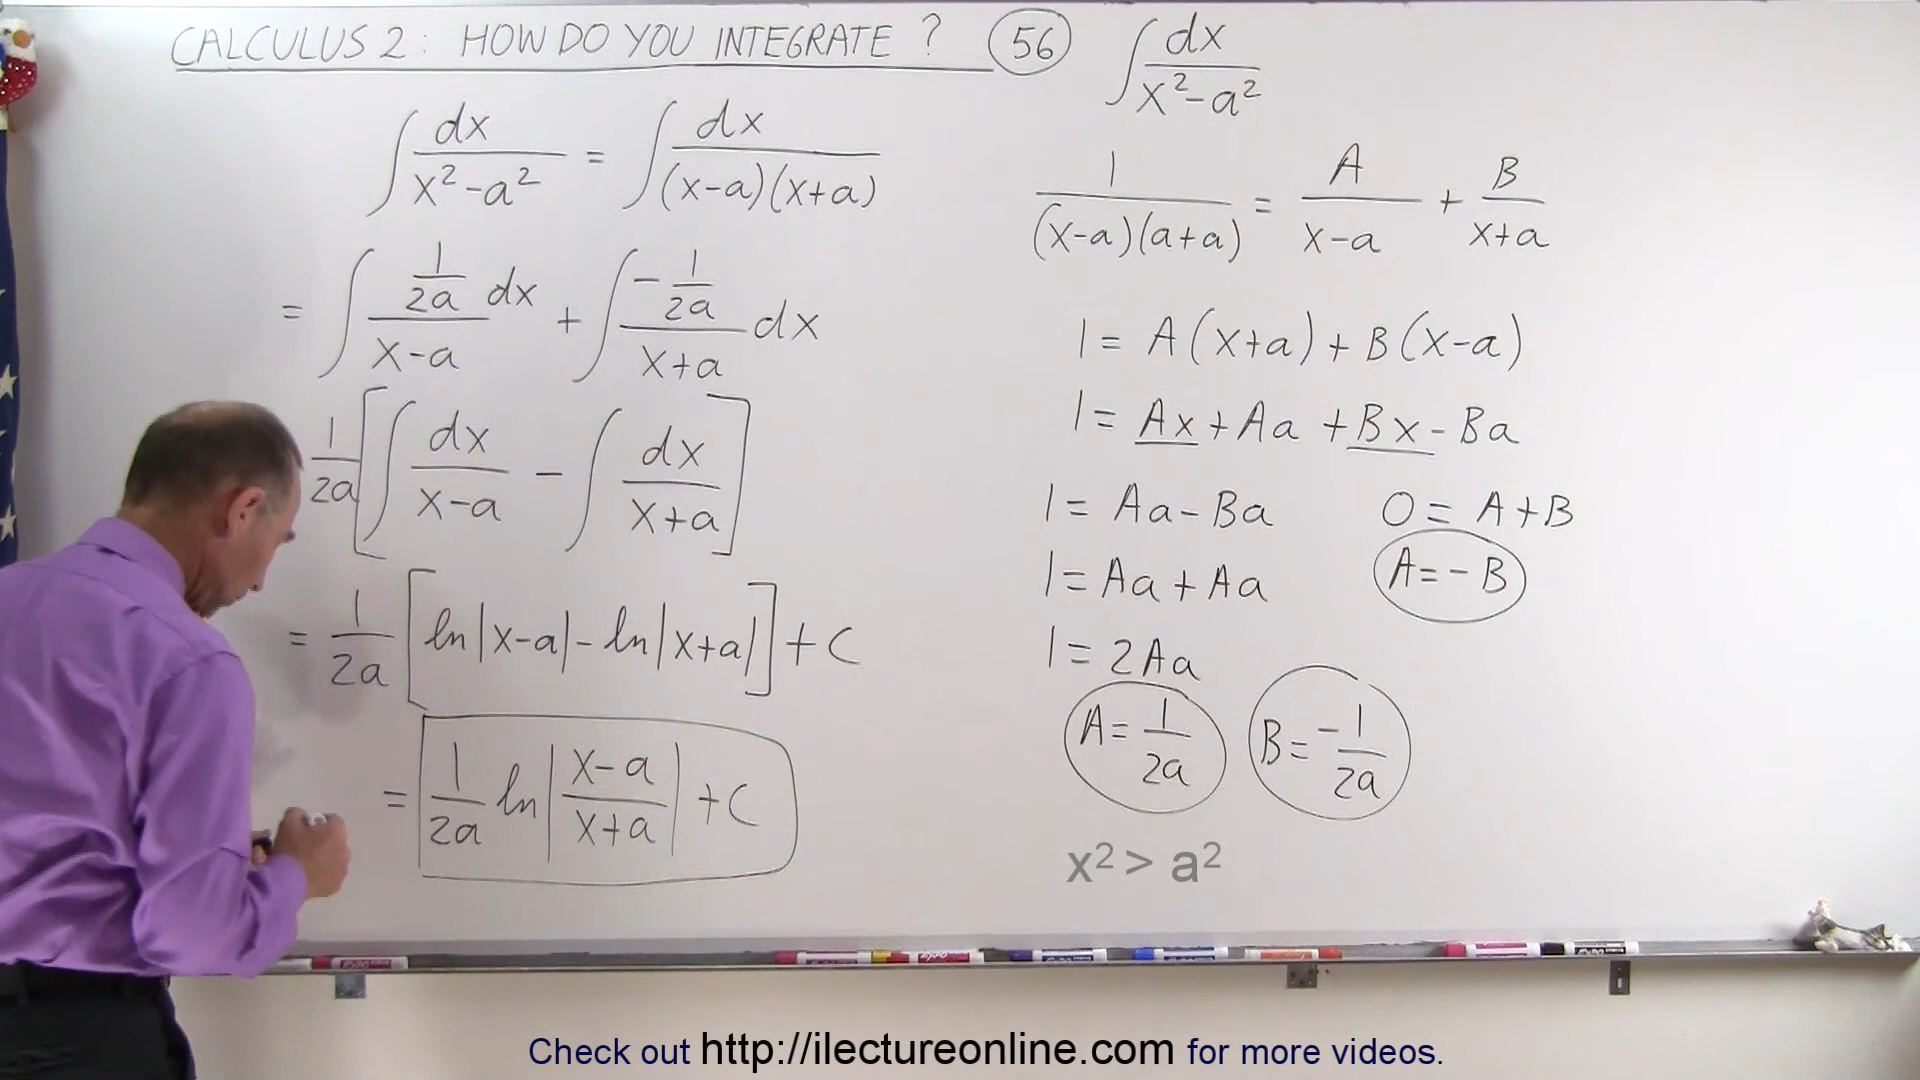 CALCULUS 2 : HOW DO YOU INTEGRATE ? 56 ∫ dx / x² - a²
∫ dx / x² - a² = ∫ dx / (x-a)(x+a)
= ∫ 1/2a dx / x-a + ∫ -1/2a / x+a dx
1/2a [ ∫ dx / x-a - ∫ dx / x+a ]
= 1/2a [ ln|x-a| - ln|x+a| ] + C
= 1/2a ln | x-a / x+a | + C
1 / (x-a)(a+a) = A / x-a + B / x+a
1 = A(x+a) + B(x-a)
1 = Ax + Aa + Bx - Ba
1 = Aa - Ba 0 = A + B
1 = Aa + Aa A = -B
1 = 2Aa
A = 1/2a B = -1/2a
x² > a²
Check out http://ilectureonline.com for more videos.